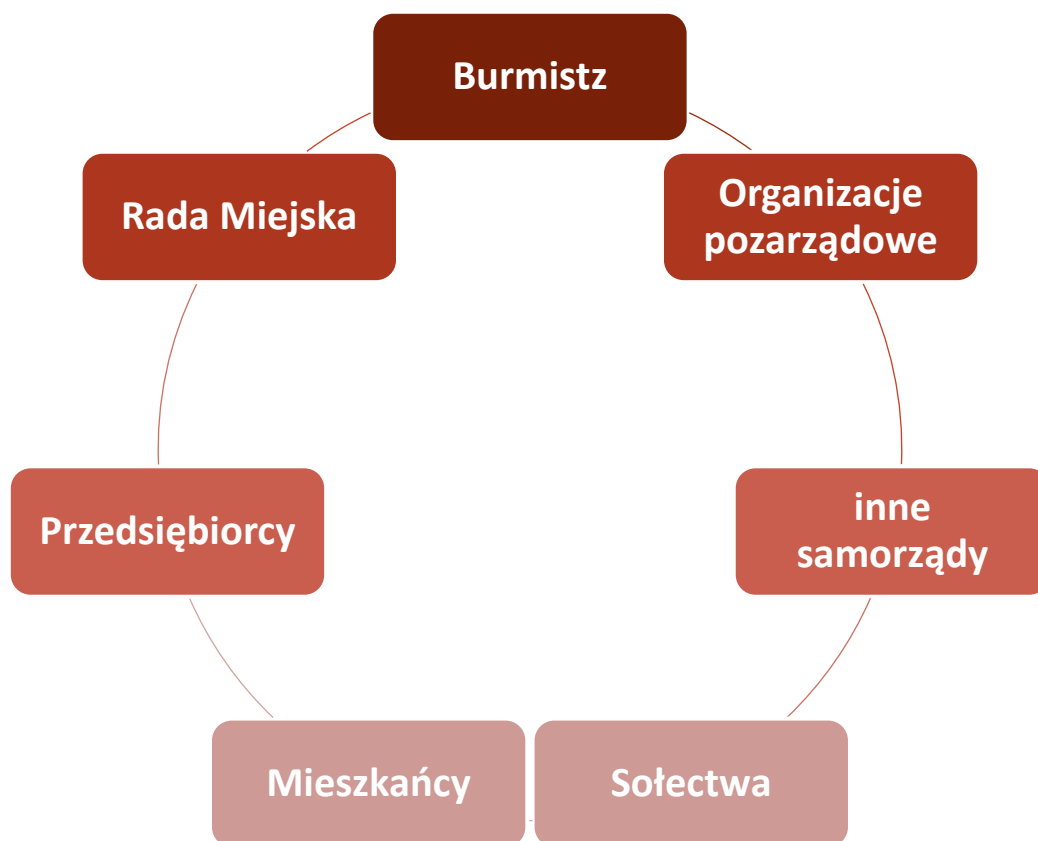 Burmistz
Rada Miejska
Organizacje
pozarządowe
Przedsiębiorcy
inne
samorządy
Mieszkańcy
Sołectwa